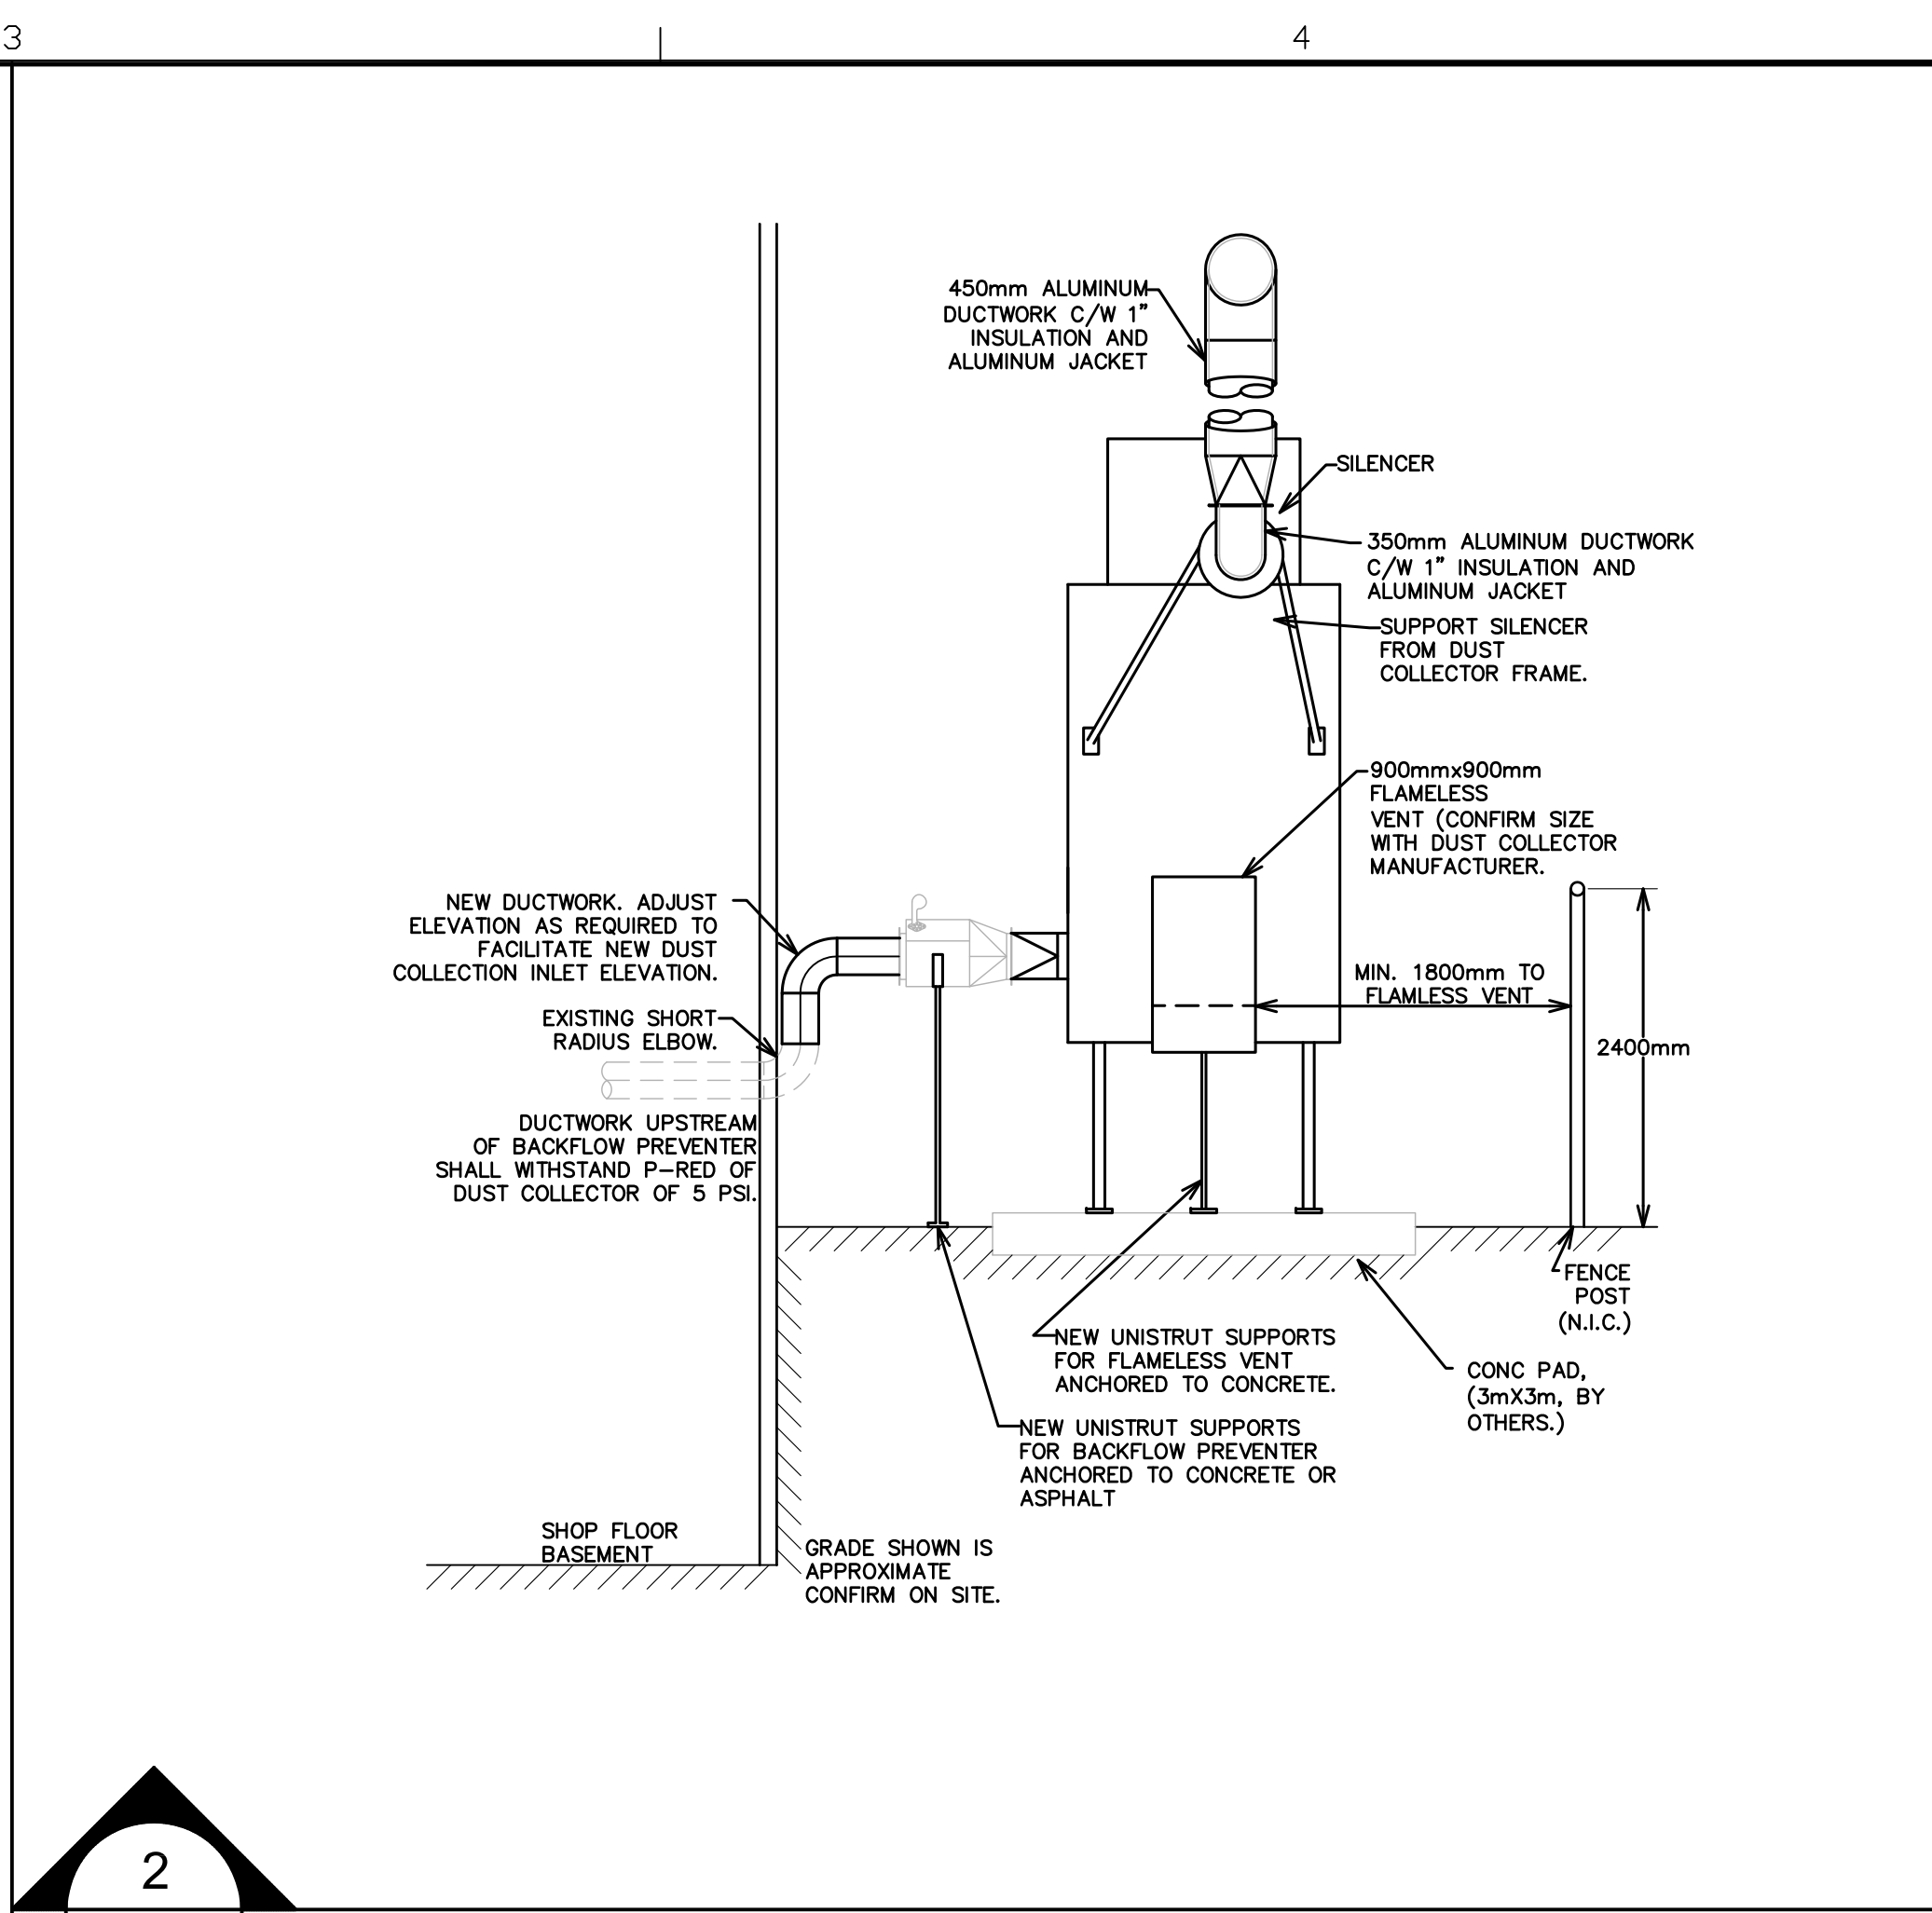 3
4
450mm ALUMINUM
DUCTWORK C/W 1"
INSULATION AND
ALUMINUM JACKET
SILENCER
350mm ALUMINUM DUCTWORK
C/W 1" INSULATION AND
ALUMINUM JACKET
SUPPORT SILENCER
FROM DUST
COLLECTOR FRAME.
900mmx900mm
FLAMELESS
VENT (CONFIRM SIZE
WITH DUST COLLECTOR
MANUFACTURER.
NEW DUCTWORK. ADJUST
ELEVATION AS REQUIRED TO
FACILITATE NEW DUST
COLLECTION INLET ELEVATION.
MIN. 1800mm TO
FLAMLESS VENT
EXISTING SHORT
RADIUS ELBOW.
2400mm
DUCTWORK UPSTREAM
OF BACKFLOW PREVENTER
SHALL WITHSTAND P-RED OF
DUST COLLECTOR OF 5 PSI.
FENCE
POST
(N.I.C.)
NEW UNISTRUT SUPPORTS
FOR FLAMELESS VENT
ANCHORED TO CONCRETE.
CONC PAD,
(3mX3m, BY
OTHERS.)
NEW UNISTRUT SUPPORTS
FOR BACKFLOW PREVENTER
ANCHORED TO CONCRETE OR
ASPHALT
SHOP FLOOR
BASEMENT
GRADE SHOWN IS
APPROXIMATE
CONFIRM ON SITE.
2